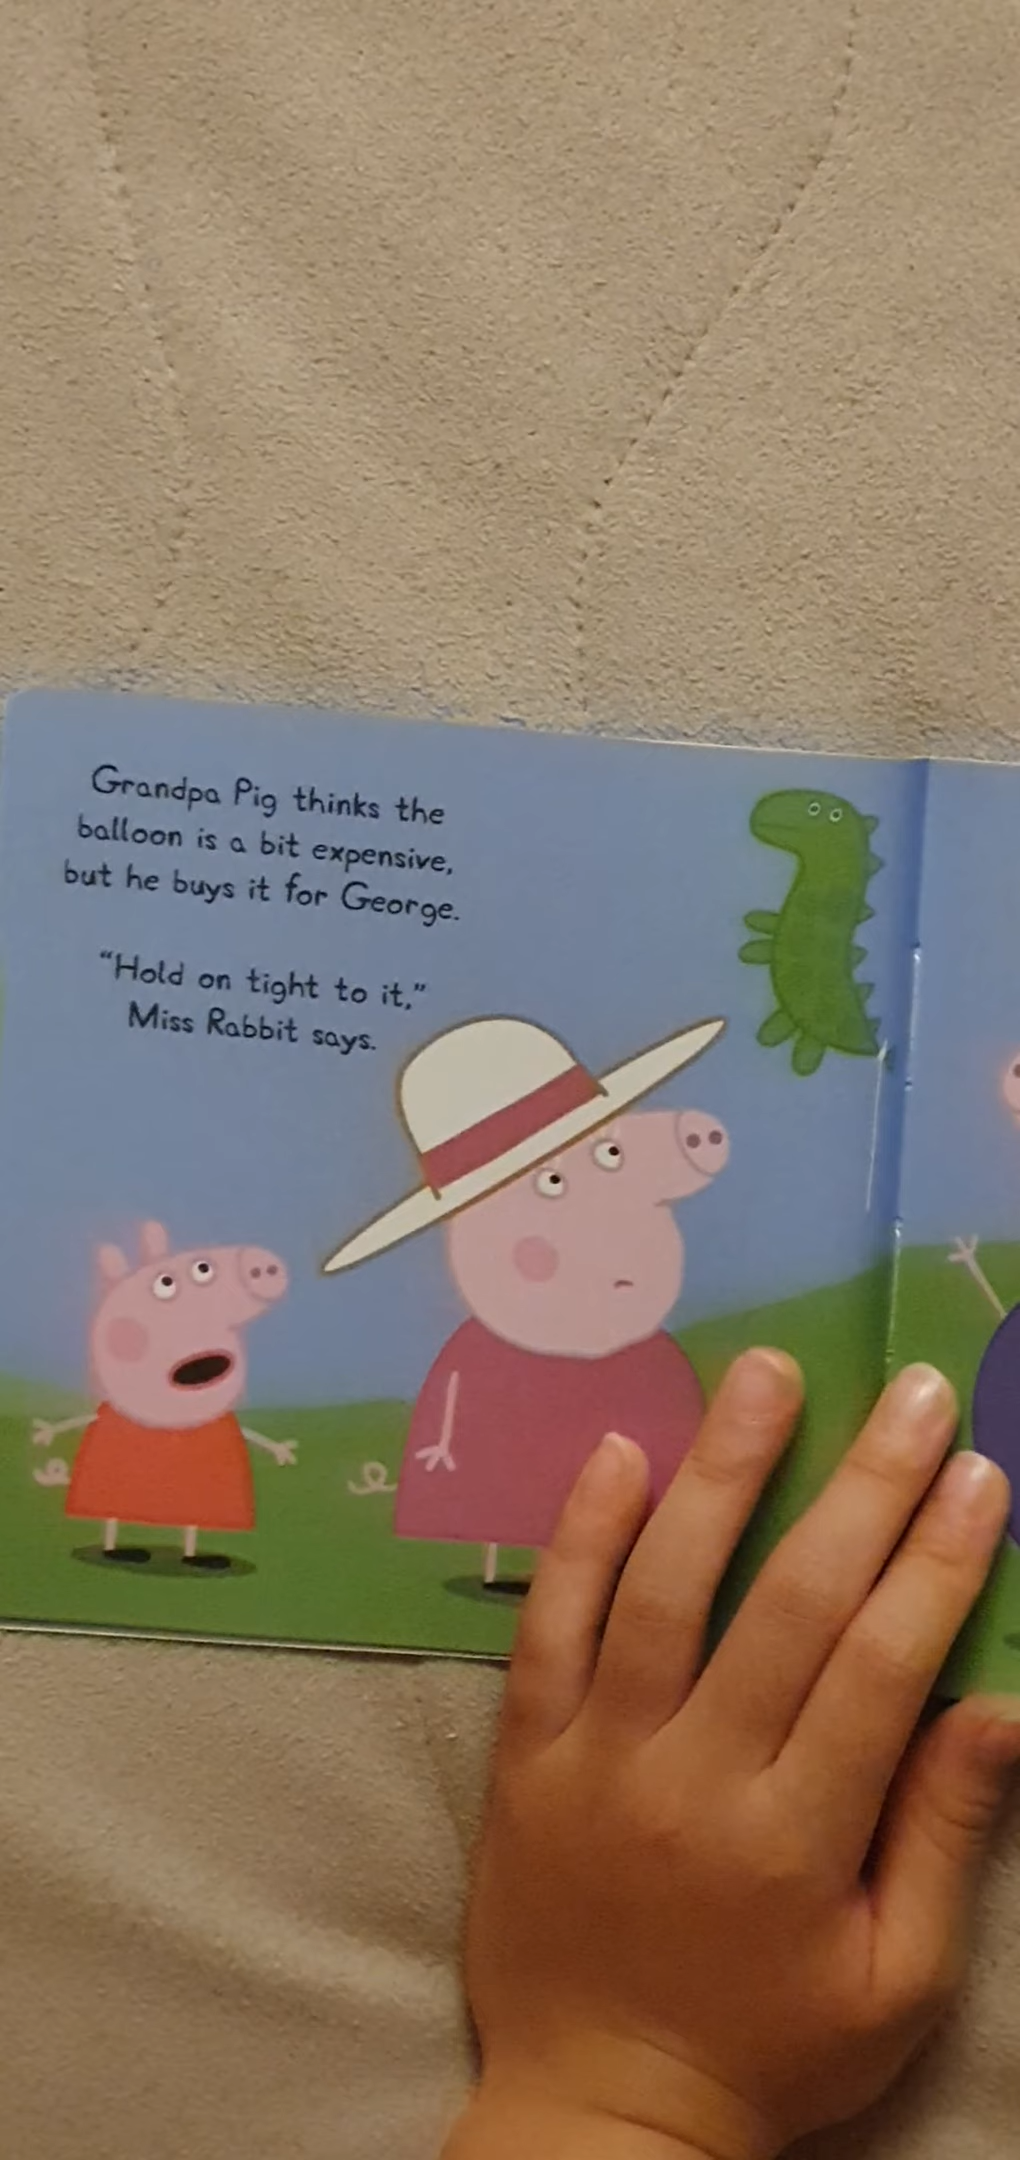 Grandpa Pig thinks the
balloon is a bit expensive,
but he buys it for George.
“Hold on tight to it,”
Miss Rabbit says.